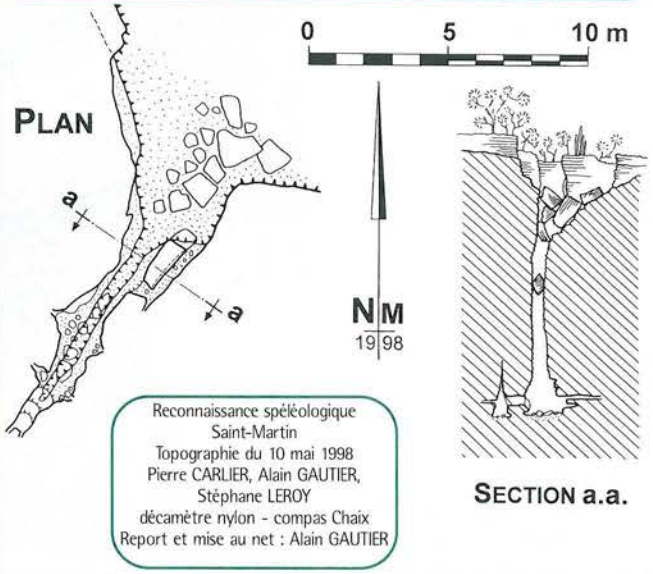 0 5 10 m
PLAN
a
a
NM
19 98
Reconnaissance spéléologique
Saint-Martin
Topographie du 10 mai 1998
Pierre CARLIER, Alain GAUTIER,
Stéphane LEROY
décamètre nylon - compas Chaix
Report et mise au net : Alain GAUTIER
SECTION a.a.